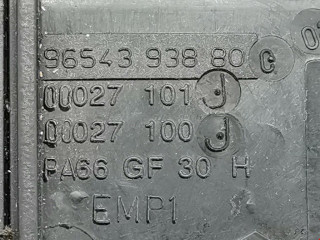 96543 938 80 C
00027 101 J
00027 100 J
PA66 GF 30 H
EMP1